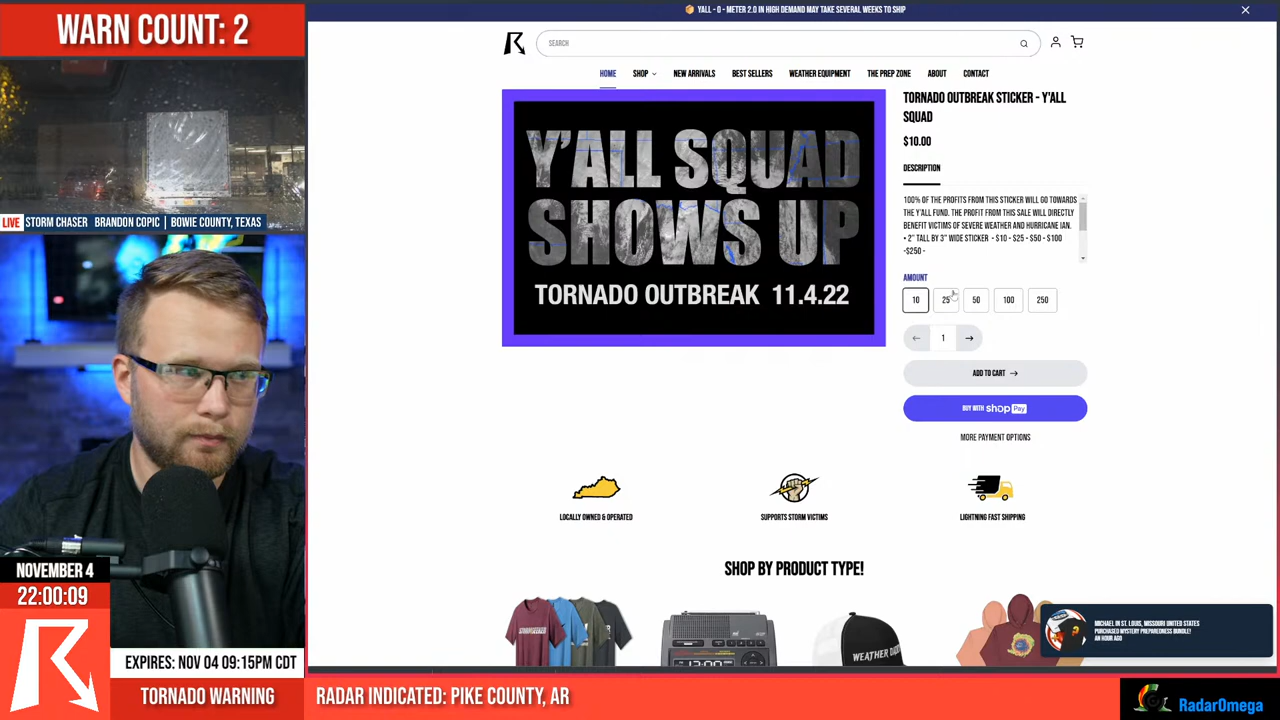 WARN COUNT: 2
LIVE STORM CHASER BRANDON COPIC | BOWIE COUNTY, TEXAS
NOVEMBER 4
22:00:09
EXPIRES: NOV 04 09:15PM CDT
TORNADO WARNING
RADAR INDICATED: PIKE COUNTY, AR
RadarOmega
YALL - O - METER 2.0 IN HIGH DEMAND MAY TAKE SEVERAL WEEKS TO SHIP
R
SEARCH
HOME SHOP NEW ARRIVALS BEST SELLERS WEATHER EQUIPMENT THE PREP ZONE ABOUT CONTACT
Y'ALL SQUAD
SHOWS UP
TORNADO OUTBREAK 11.4.22
TORNADO OUTBREAK STICKER - Y'ALL
SQUAD
$10.00
DESCRIPTION
100% OF THE PROFITS FROM THIS STICKER WILL GO TOWARDS
THE Y'ALL FUND. THE PROFIT FROM THIS SALE WILL DIRECTLY
BENEFIT VICTIMS OF SEVERE WEATHER AND HURRICANE IAN.
• 2" TALL BY 3" WIDE STICKER - $10 - $25 - $50 - $100
-$250 -
AMOUNT
10 25 50 100 250
1
ADD TO CART
BUY WITH shop Pay
MORE PAYMENT OPTIONS
LOCALLY OWNED & OPERATED
SUPPORTS STORM VICTIMS
LIGHTNING FAST SHIPPING
SHOP BY PRODUCT TYPE!
WEATHER DUDE
MICHAEL IN ST. LOUIS, MISSOURI UNITED STATES
PURCHASED MYSTERY PREPAREDNESS BUNDLE!
AN HOUR AGO